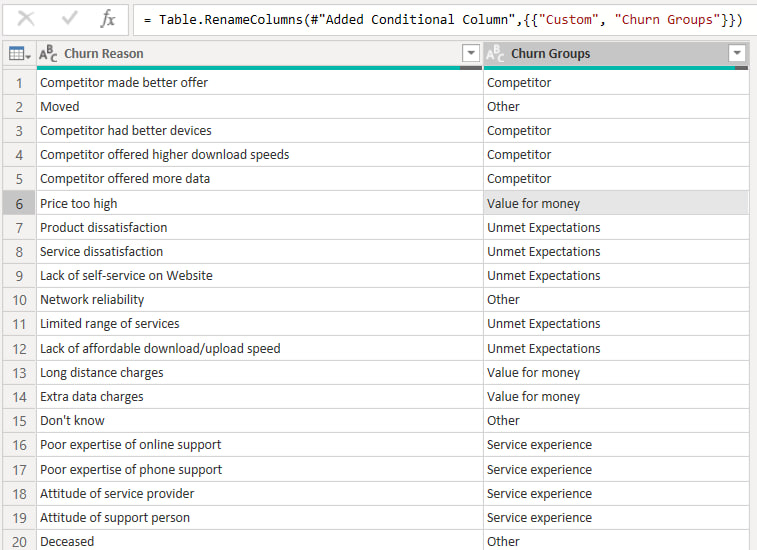 = Table.RenameColumns(#"Added Conditional Column",{{"Custom", "Churn Groups"}})
Churn Reason Churn Groups
1 Competitor made better offer Competitor
2 Moved Other
3 Competitor had better devices Competitor
4 Competitor offered higher download speeds Competitor
5 Competitor offered more data Competitor
6 Price too high Value for money
7 Product dissatisfaction Unmet Expectations
8 Service dissatisfaction Unmet Expectations
9 Lack of self-service on Website Unmet Expectations
10 Network reliability Other
11 Limited range of services Unmet Expectations
12 Lack of affordable download/upload speed Unmet Expectations
13 Long distance charges Value for money
14 Extra data charges Value for money
15 Don't know Other
16 Poor expertise of online support Service experience
17 Poor expertise of phone support Service experience
18 Attitude of service provider Service experience
19 Attitude of support person Service experience
20 Deceased Other